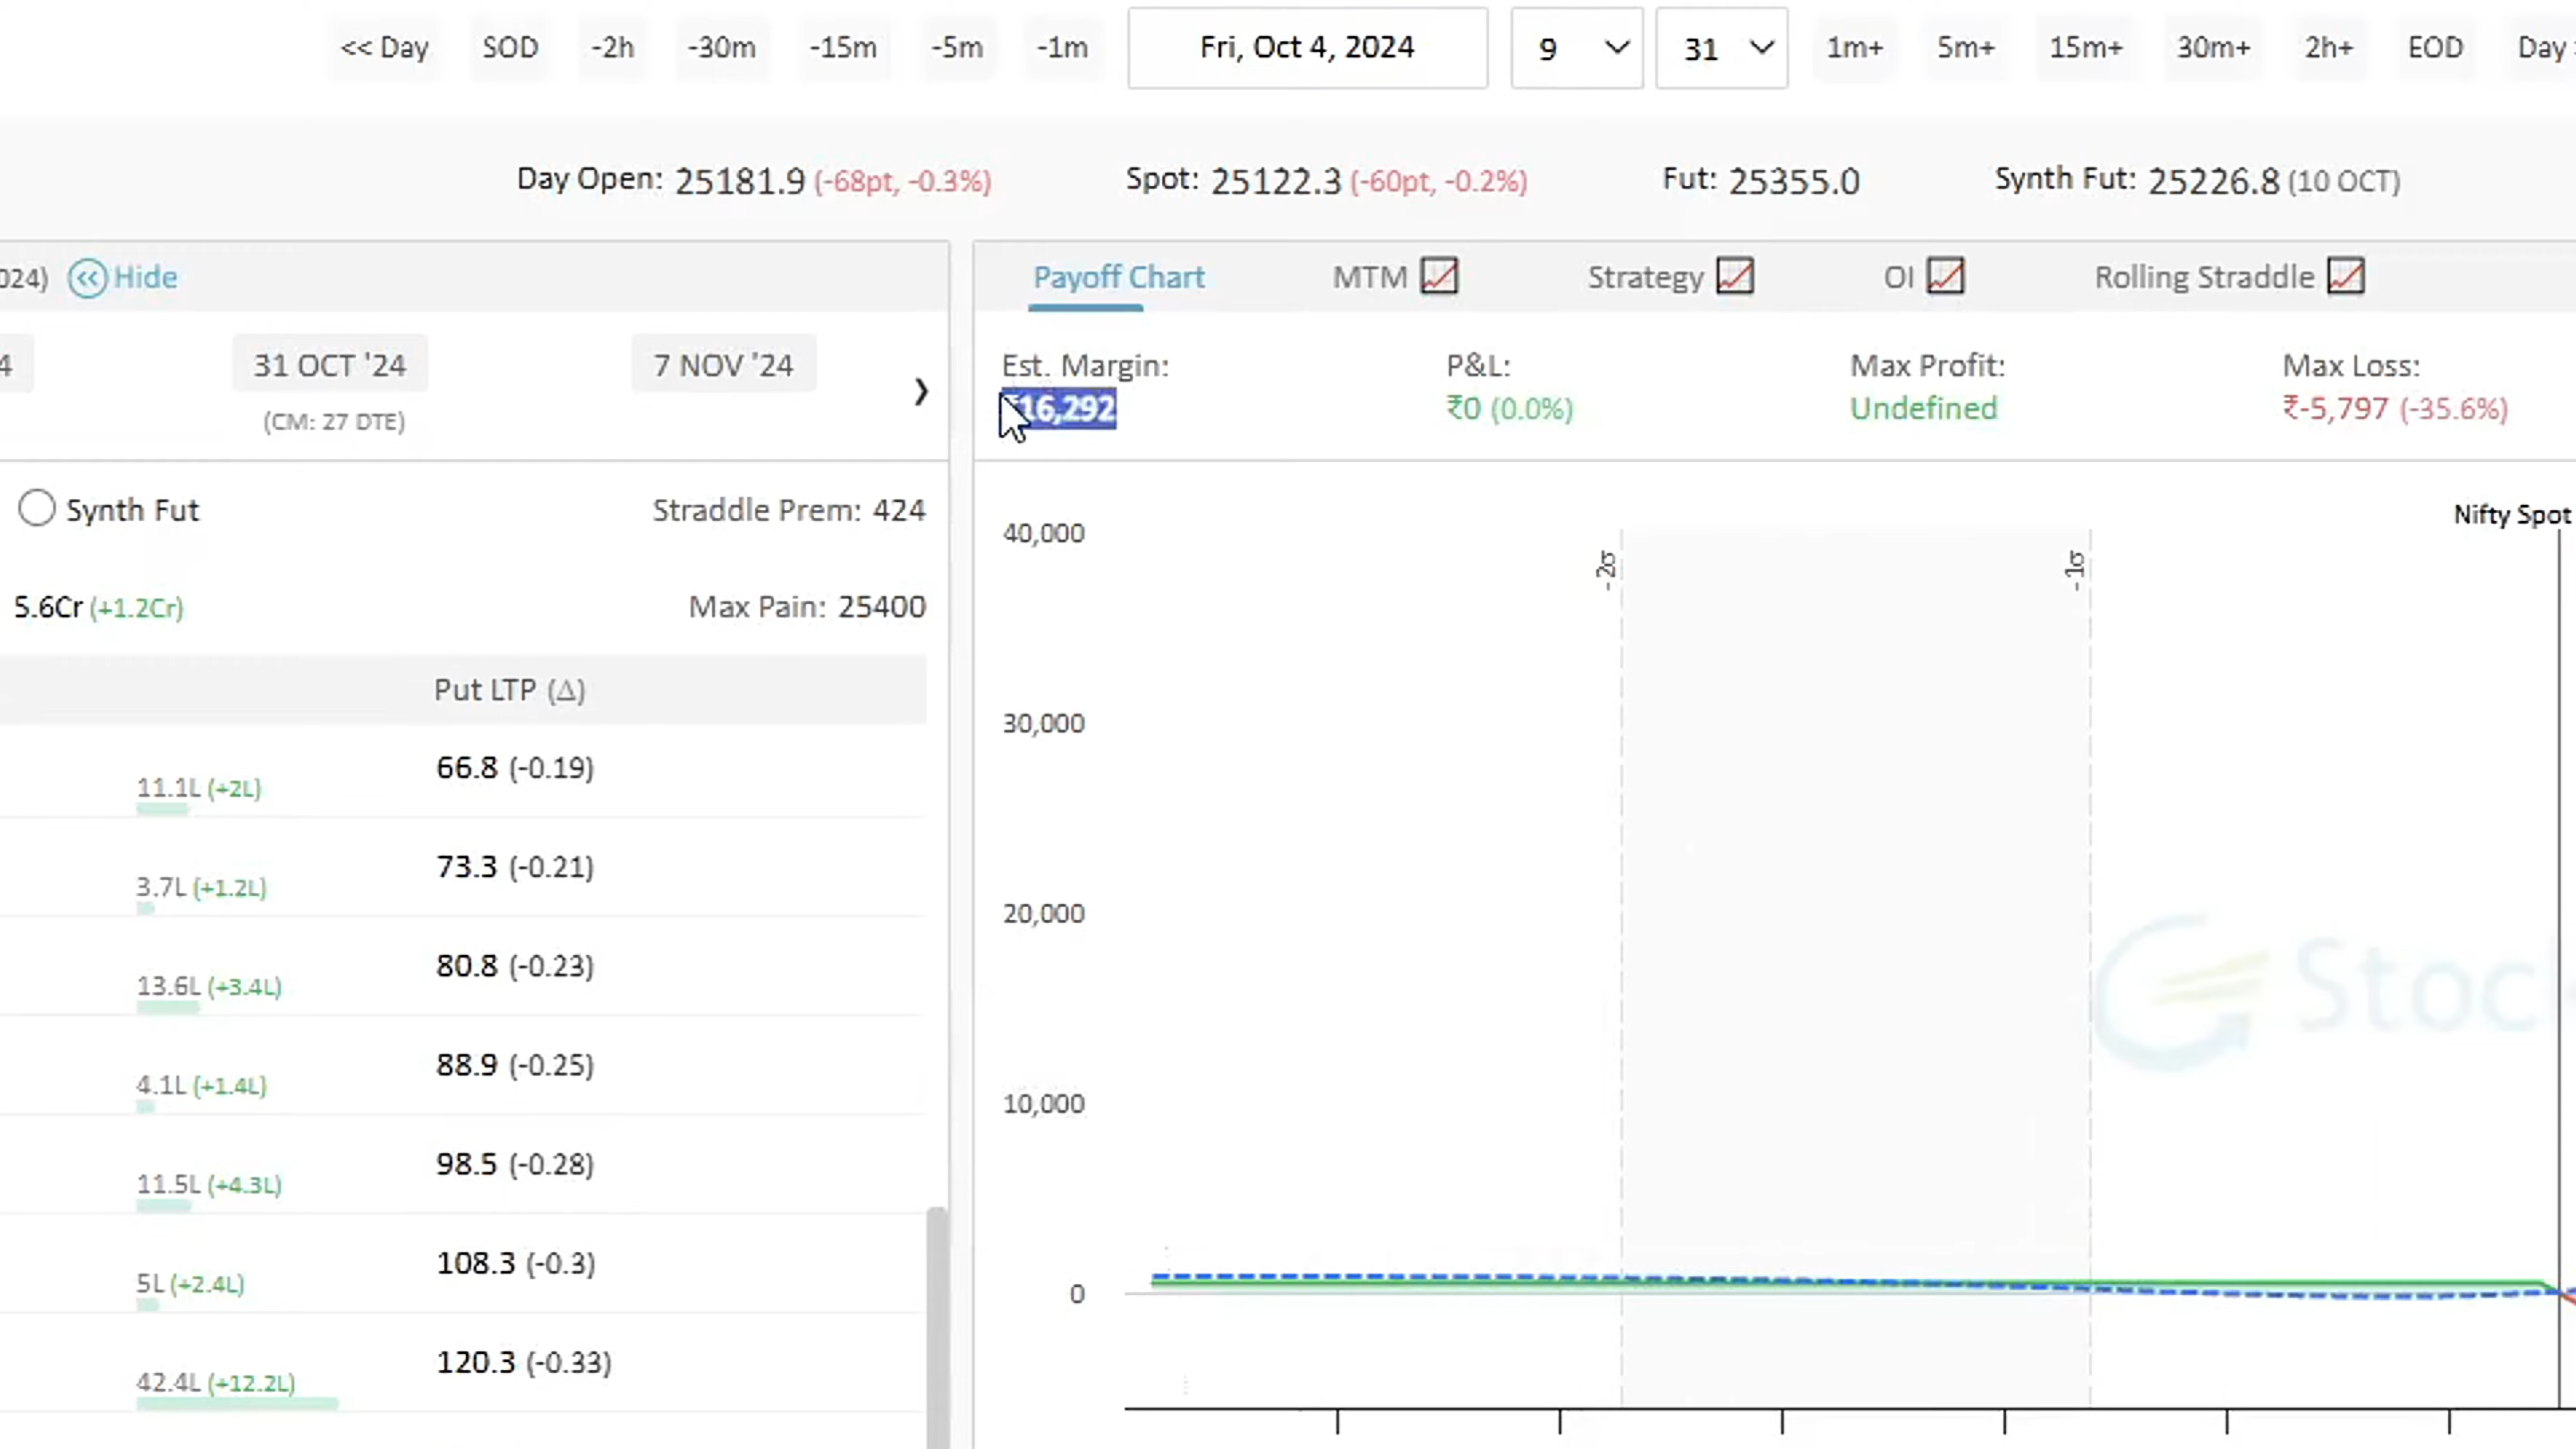 << Day SOD -2h -30m -15m -5m -1m Fri, Oct 4, 2024 9 31 1m+ 5m+ 15m+ 30m+ 2h+ EOD Day
Day Open: 25181.9 (-68pt, -0.3%) Spot: 25122.3 (-60pt, -0.2%) Fut: 25355.0 Synth Fut: 25226.8 (10 OCT)
024) Hide
4 31 OCT '24 7 NOV '24
(CM: 27 DTE)
Synth Fut Straddle Prem: 424
5.6Cr (+1.2Cr) Max Pain: 25400
Put LTP (Δ)
66.8 (-0.19)
11.1L (+2L)
73.3 (-0.21)
3.7L (+1.2L)
80.8 (-0.23)
13.6L (+3.4L)
88.9 (-0.25)
4.1L (+1.4L)
98.5 (-0.28)
11.5L (+4.3L)
108.3 (-0.3)
5L (+2.4L)
120.3 (-0.33)
42.4L (+12.2L)
Payoff Chart MTM Strategy OI Rolling Straddle
Est. Margin: P&L: Max Profit: Max Loss:
16,292 ₹0 (0.0%) Undefined ₹-5,797 (-35.6%)
Nifty Spot
40,000
-2σ
-1σ
30,000
20,000
Stoc
10,000
0